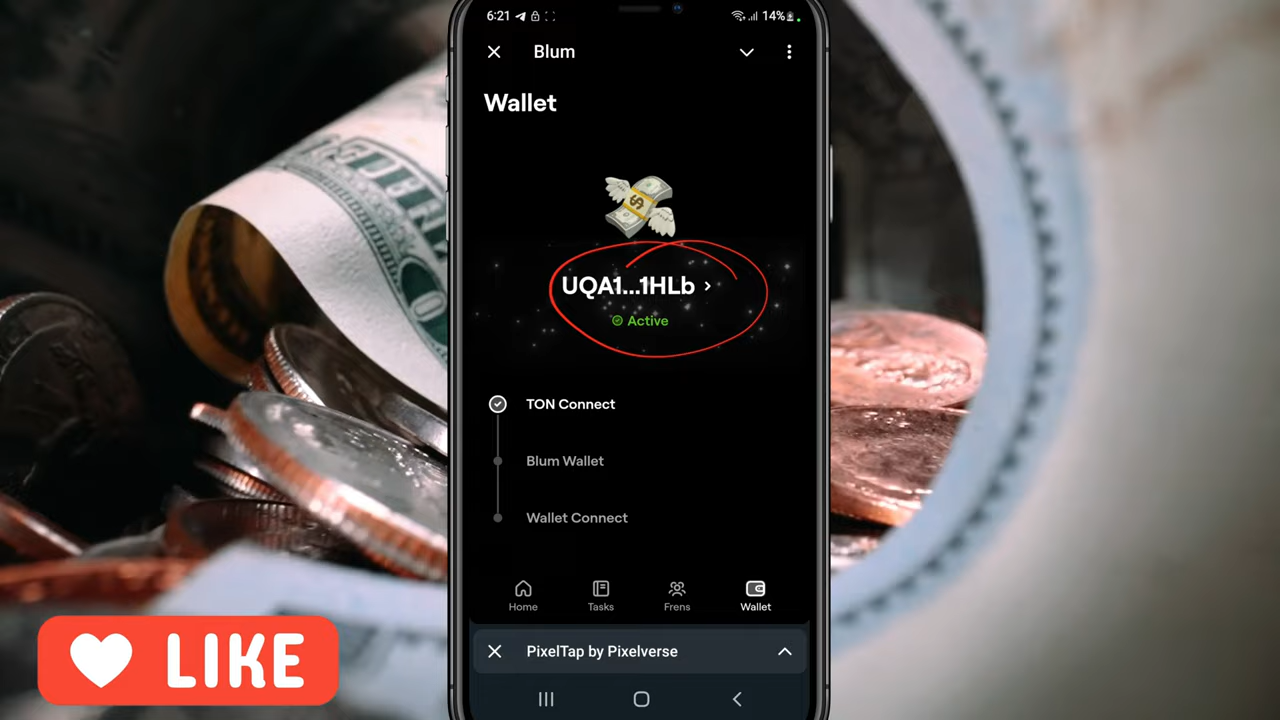 6:21
14%
Blum
Wallet
UQA1...1HLb
Active
TON Connect
Blum Wallet
Wallet Connect
Home Tasks Frens Wallet
PixelTap by Pixelverse
LIKE